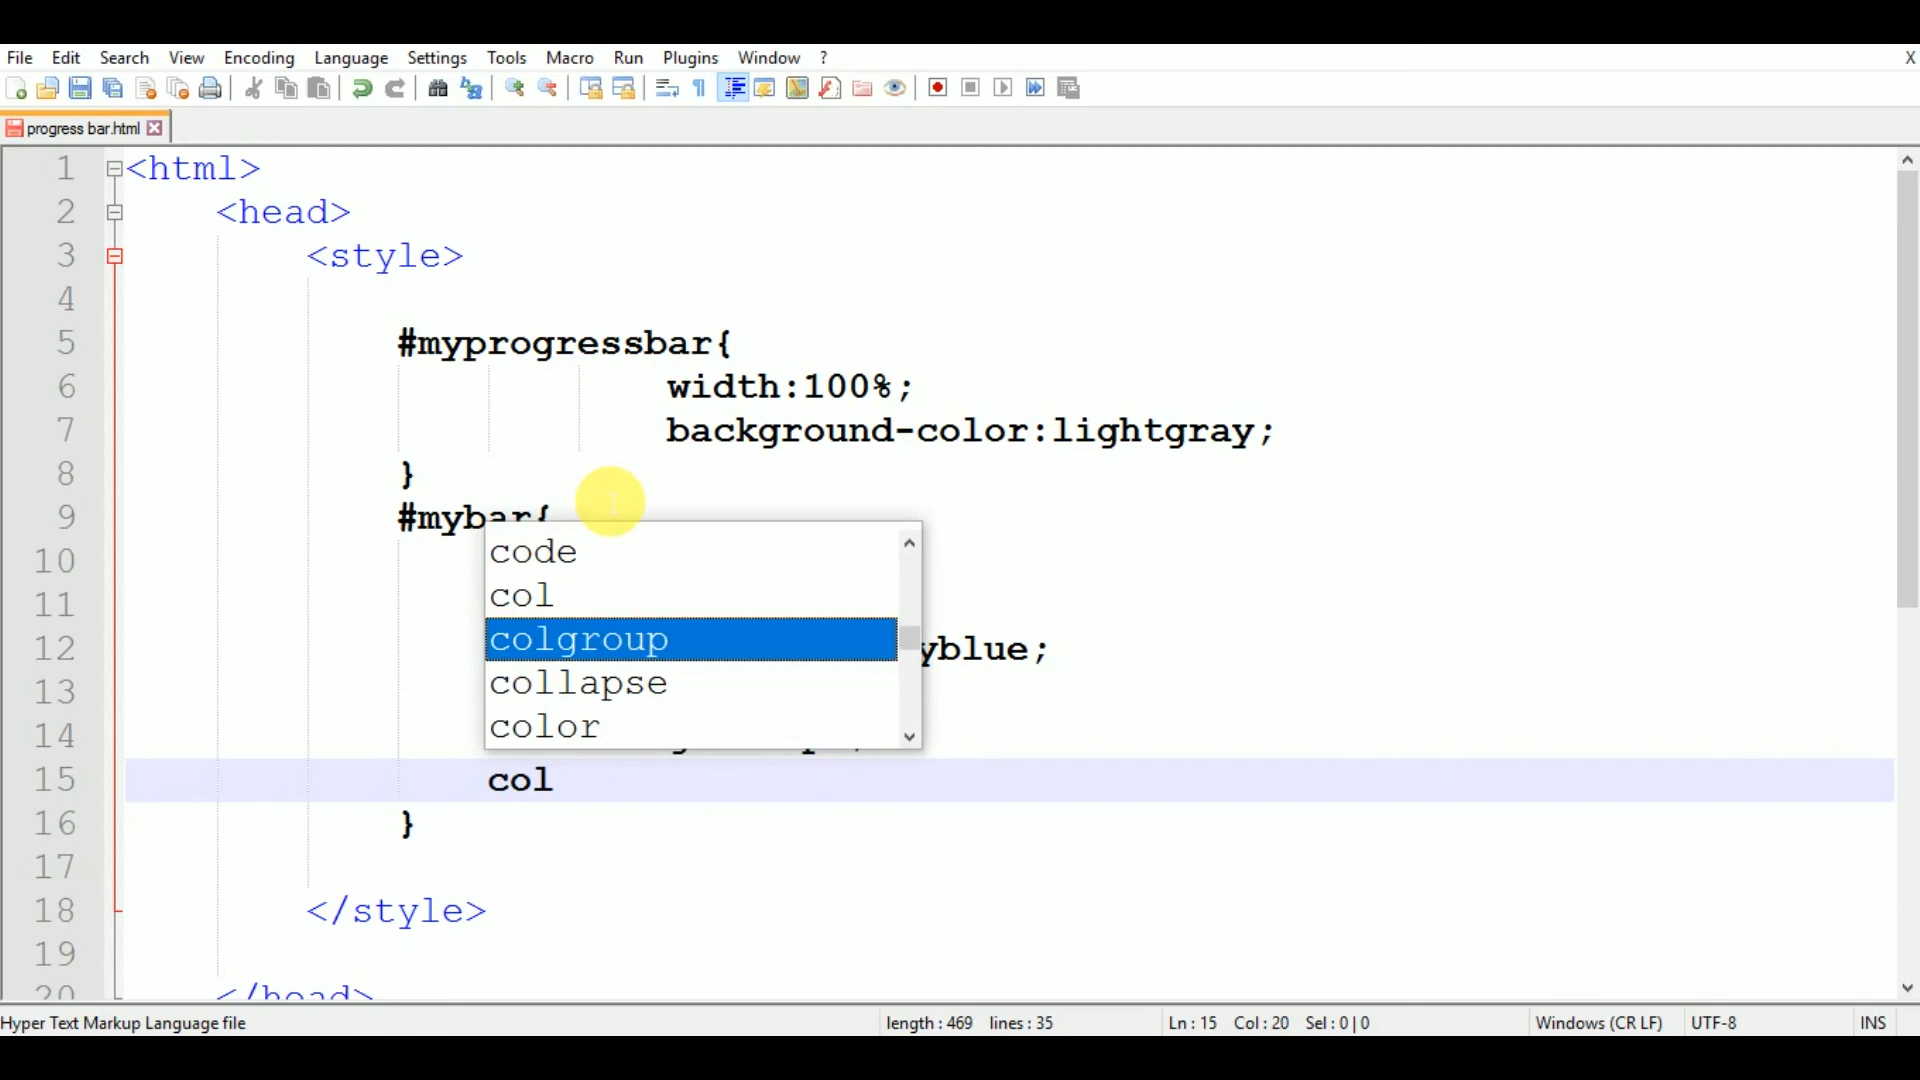 File Edit Search View Encoding Language Settings Tools Macro Run Plugins Window ? X
progress bar.html
1 <html>
2 <head>
3 <style>
4
5 #myprogressbar{
6 width:100%;
7 background-color:lightgray;
8 }
9 #mybar{
10
11
12 yblue;
13
14
15 col
16 }
17
18 </style>
19
20 </head>
code
col
colgroup
collapse
color
Hyper Text Markup Language file length : 469 lines : 35 Ln : 15 Col : 20 Sel : 0 | 0 Windows (CR LF) UTF-8 INS